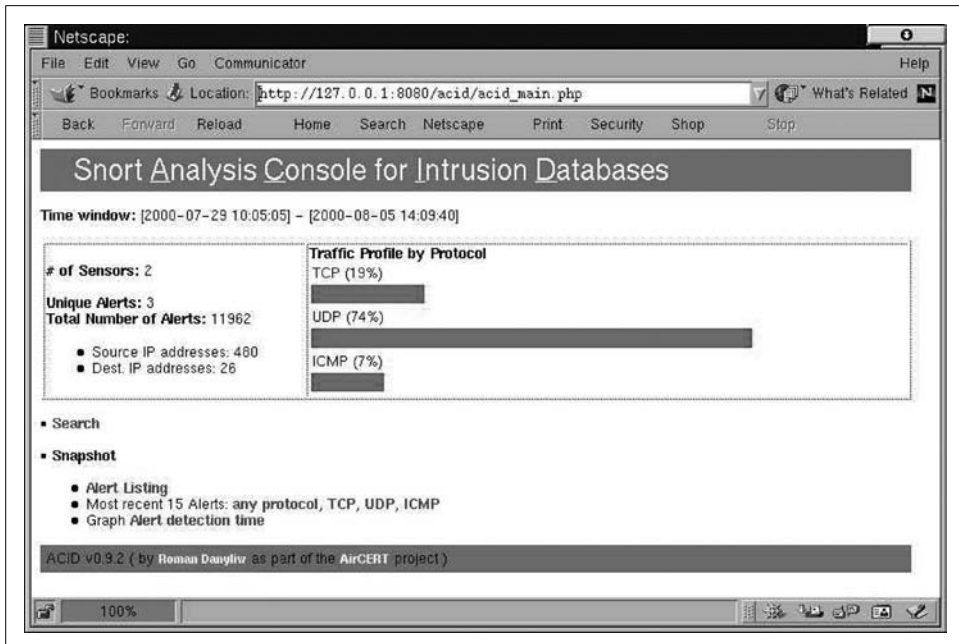 Netscape:
File Edit View Go Communicator Help
Bookmarks Location: http://127.0.0.1:8080/acid/acid_main.php What's Related N
Back Forward Reload Home Search Netscape Print Security Shop Stop
Snort Analysis Console for Intrusion Databases
Time window: [2000-07-29 10:05:05] - [2000-08-05 14:09:40]
# of Sensors: 2
Unique Alerts: 3
Total Number of Alerts: 11962
Source IP addresses: 480
Dest. IP addresses: 26
Traffic Profile by Protocol
TCP (19%)
UDP (74%)
ICMP (7%)
Search
Snapshot
Alert Listing
Most recent 15 Alerts: any protocol, TCP, UDP, ICMP
Graph Alert detection time
ACID v0.9.2 ( by Roman Danyliw as part of the AirCERT project )
100%